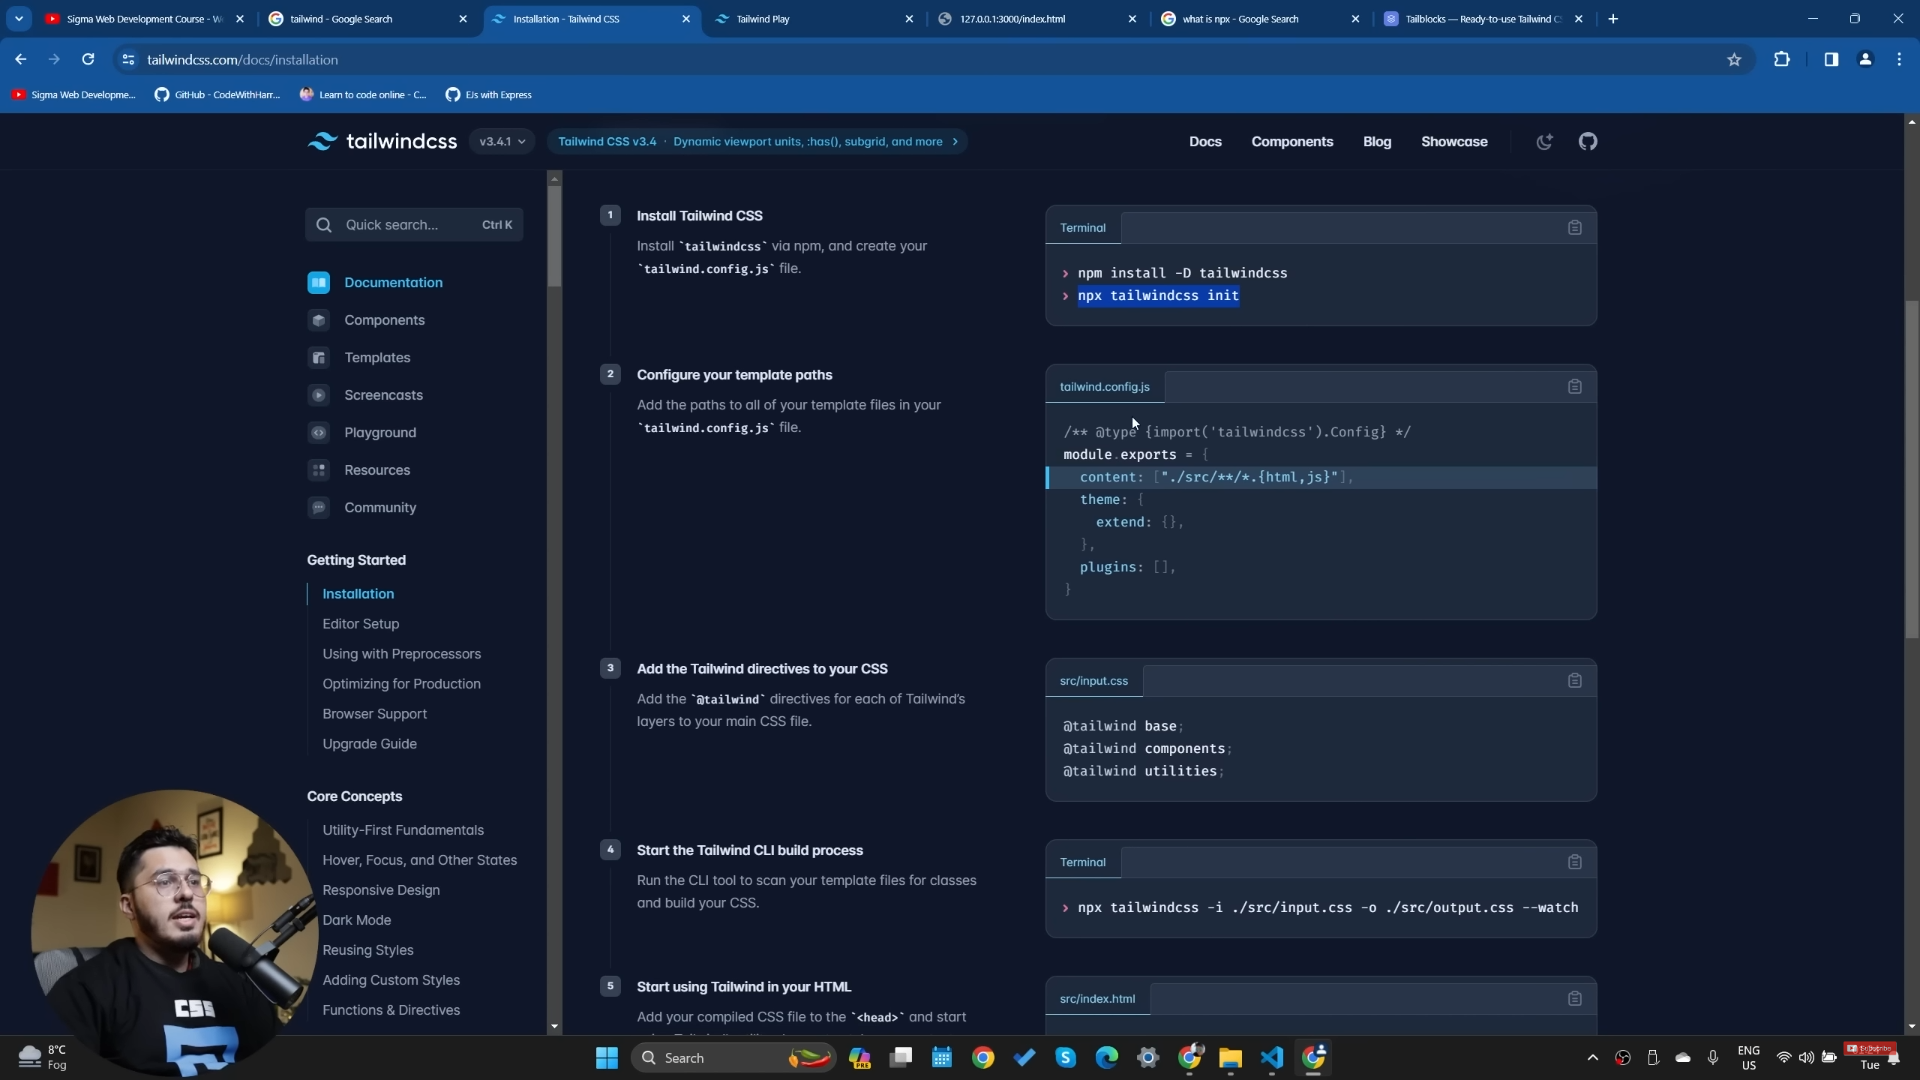 Sigma Web Development Course - W
tailwind - Google Search
Installation - Tailwind CSS
Tailwind Play
127.0.0.1:3000/index.html
what is npx - Google Search
Tailblocks — Ready-to-use Tailwind C
tailwindcss.com/docs/installation
Sigma Web Developme...
GitHub - CodeWithHarr...
Learn to code online - C...
EJs with Express
tailwindcss
v3.4.1
Tailwind CSS v3.4 · Dynamic viewport units, :has(), subgrid, and more
Docs
Components
Blog
Showcase
Quick search...
Ctrl K
Documentation
Components
Templates
Screencasts
Playground
Resources
Community
Getting Started
Installation
Editor Setup
Using with Preprocessors
Optimizing for Production
Browser Support
Upgrade Guide
Core Concepts
Utility-First Fundamentals
Hover, Focus, and Other States
Responsive Design
Dark Mode
Reusing Styles
Adding Custom Styles
Functions & Directives
1
Install Tailwind CSS
Install `tailwindcss` via npm, and create your
`tailwind.config.js` file.
Terminal
> npm install -D tailwindcss
> npx tailwindcss init
2
Configure your template paths
Add the paths to all of your template files in your
`tailwind.config.js` file.
tailwind.config.js
/** @type {import('tailwindcss').Config} */
module.exports = {
content: ["./src/**/*.{html,js}"],
theme: {
extend: {},
},
plugins: [],
}
3
Add the Tailwind directives to your CSS
Add the `@tailwind` directives for each of Tailwind's
layers to your main CSS file.
src/input.css
@tailwind base;
@tailwind components;
@tailwind utilities;
4
Start the Tailwind CLI build process
Run the CLI tool to scan your template files for classes
and build your CSS.
Terminal
> npx tailwindcss -i ./src/input.css -o ./src/output.css --watch
5
Start using Tailwind in your HTML
Add your compiled CSS file to the `<head>` and start
src/index.html
CSS
8°C
Fog
Search
PRE
ENG
US
Subscribe
Tue